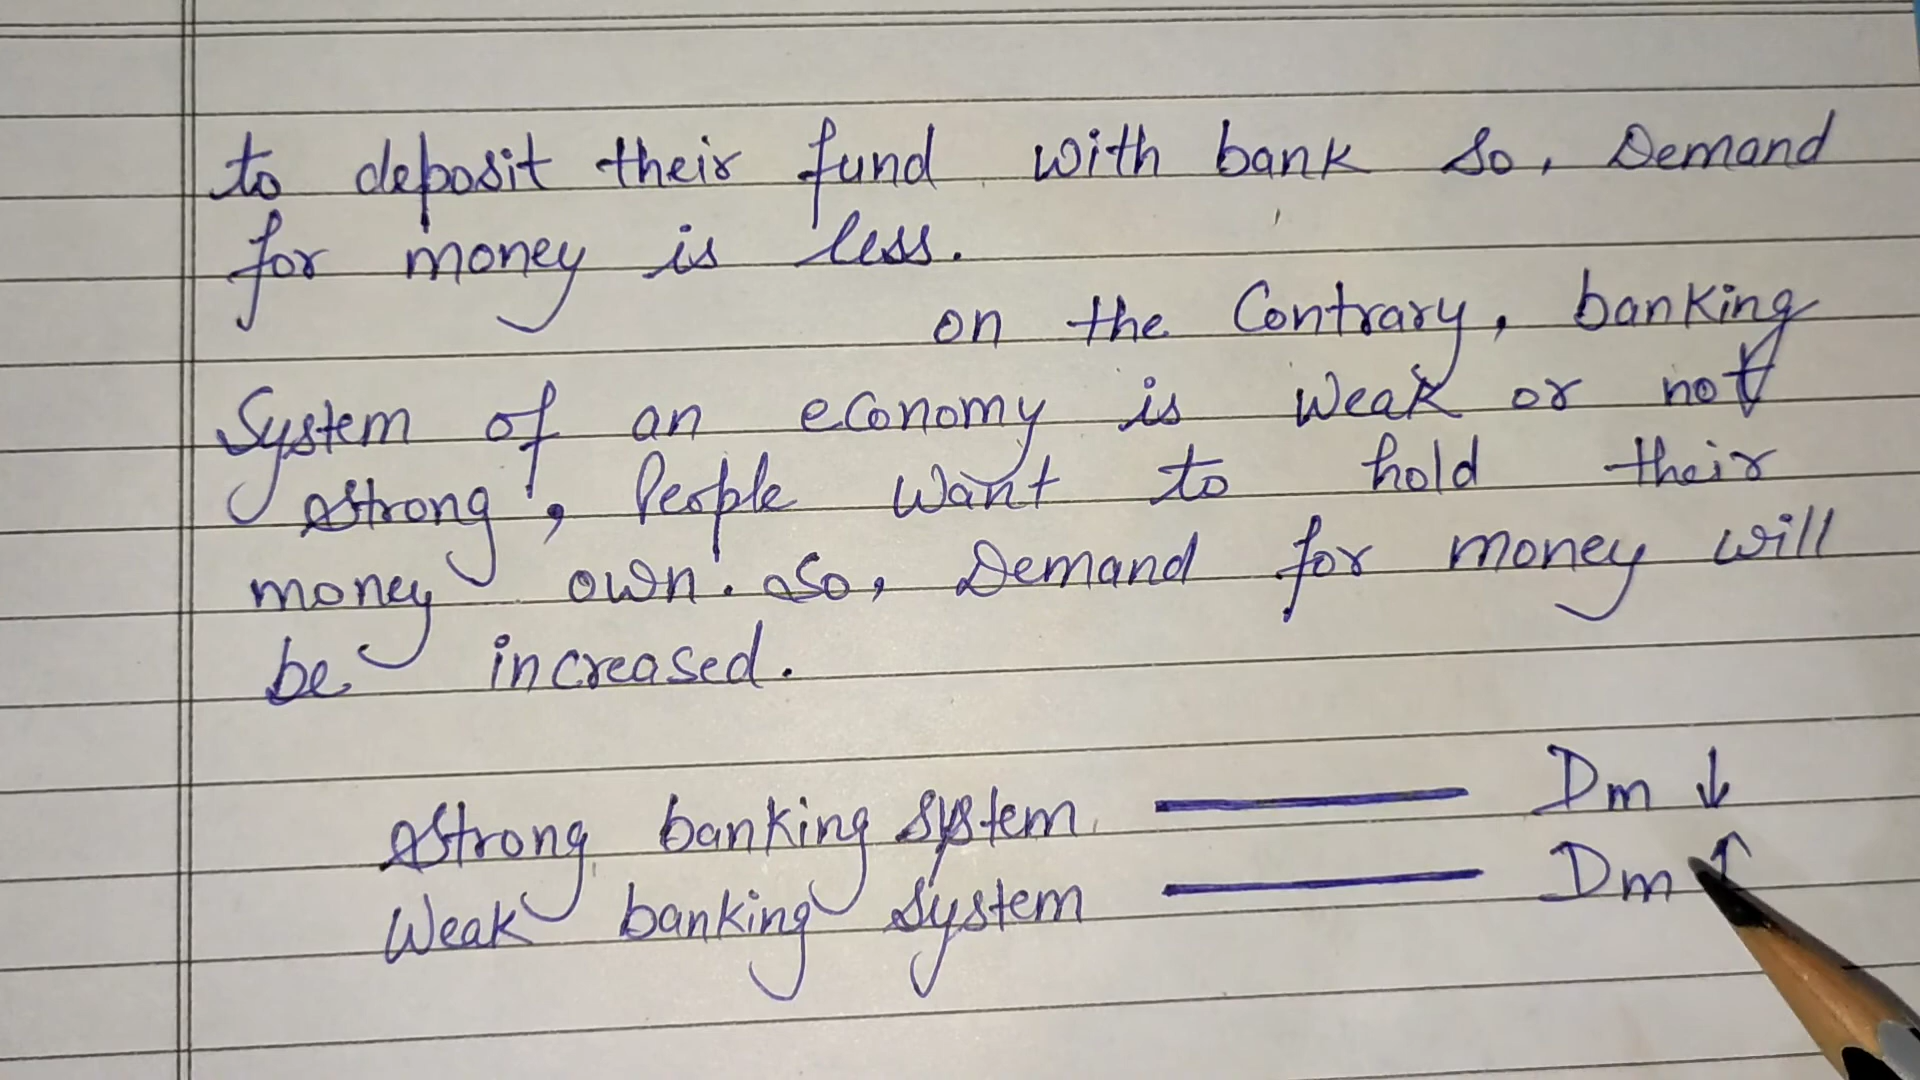 to deposit their fund with bank so, Demand
for money is less.
on the Contrary, banking
System of an economy is weak or not
strong, People want to hold their
money own. So, Demand for money will
be increased.
Strong banking system — Dm ↓
Weak banking system — Dm ↑